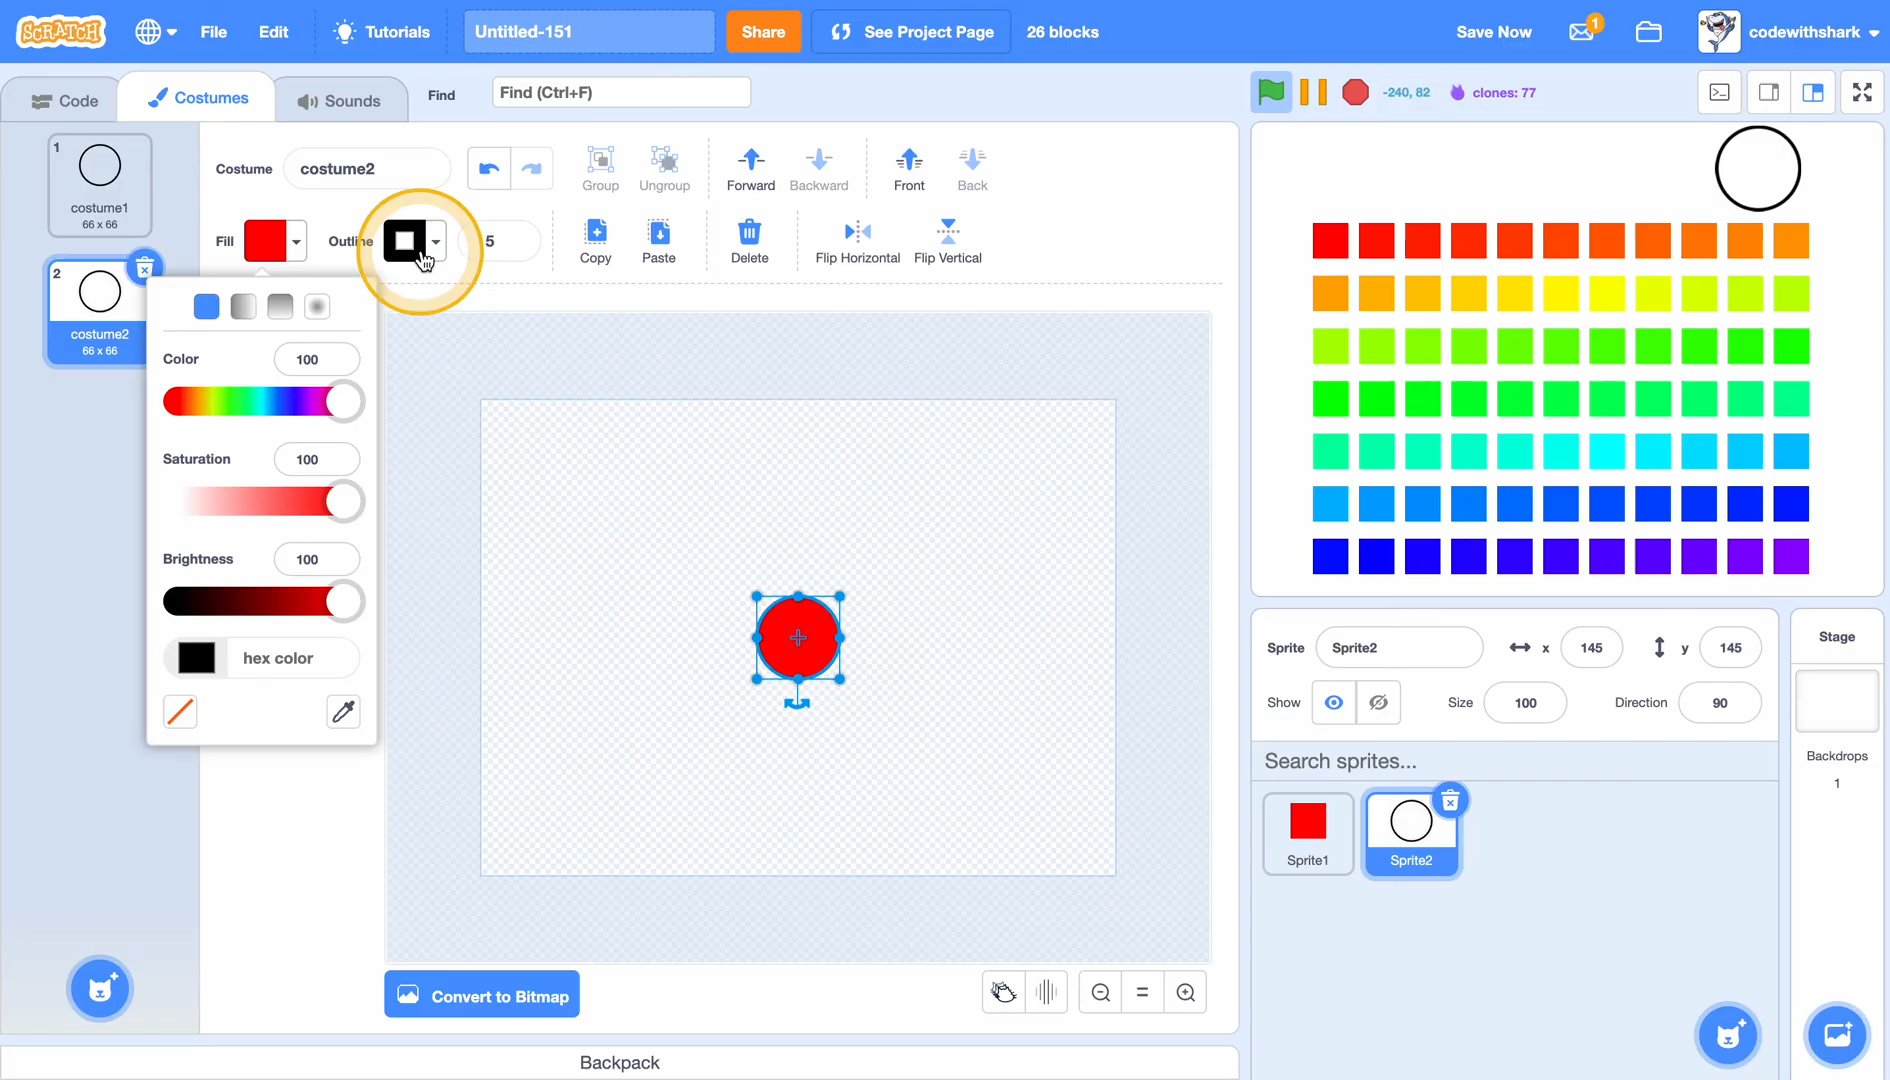 SCRATCH File Edit Tutorials Untitled-151 Share See Project Page 26 blocks Save Now 1 codewithshark
Code Costumes Sounds Find Find (Ctrl+F) -240, 82 clones: 77
1
costume1
66 x 66
2
costume2
66 x 66
Costume costume2 Group Ungroup Forward Backward Front Back
Fill Outline 5 Copy Paste Delete Flip Horizontal Flip Vertical
Color 100
Saturation 100
Brightness 100
hex color
Convert to Bitmap
Backpack
Sprite Sprite2 x 145 y 145
Show Size 100 Direction 90
Search sprites...
Sprite1 Sprite2
Stage
Backdrops
1